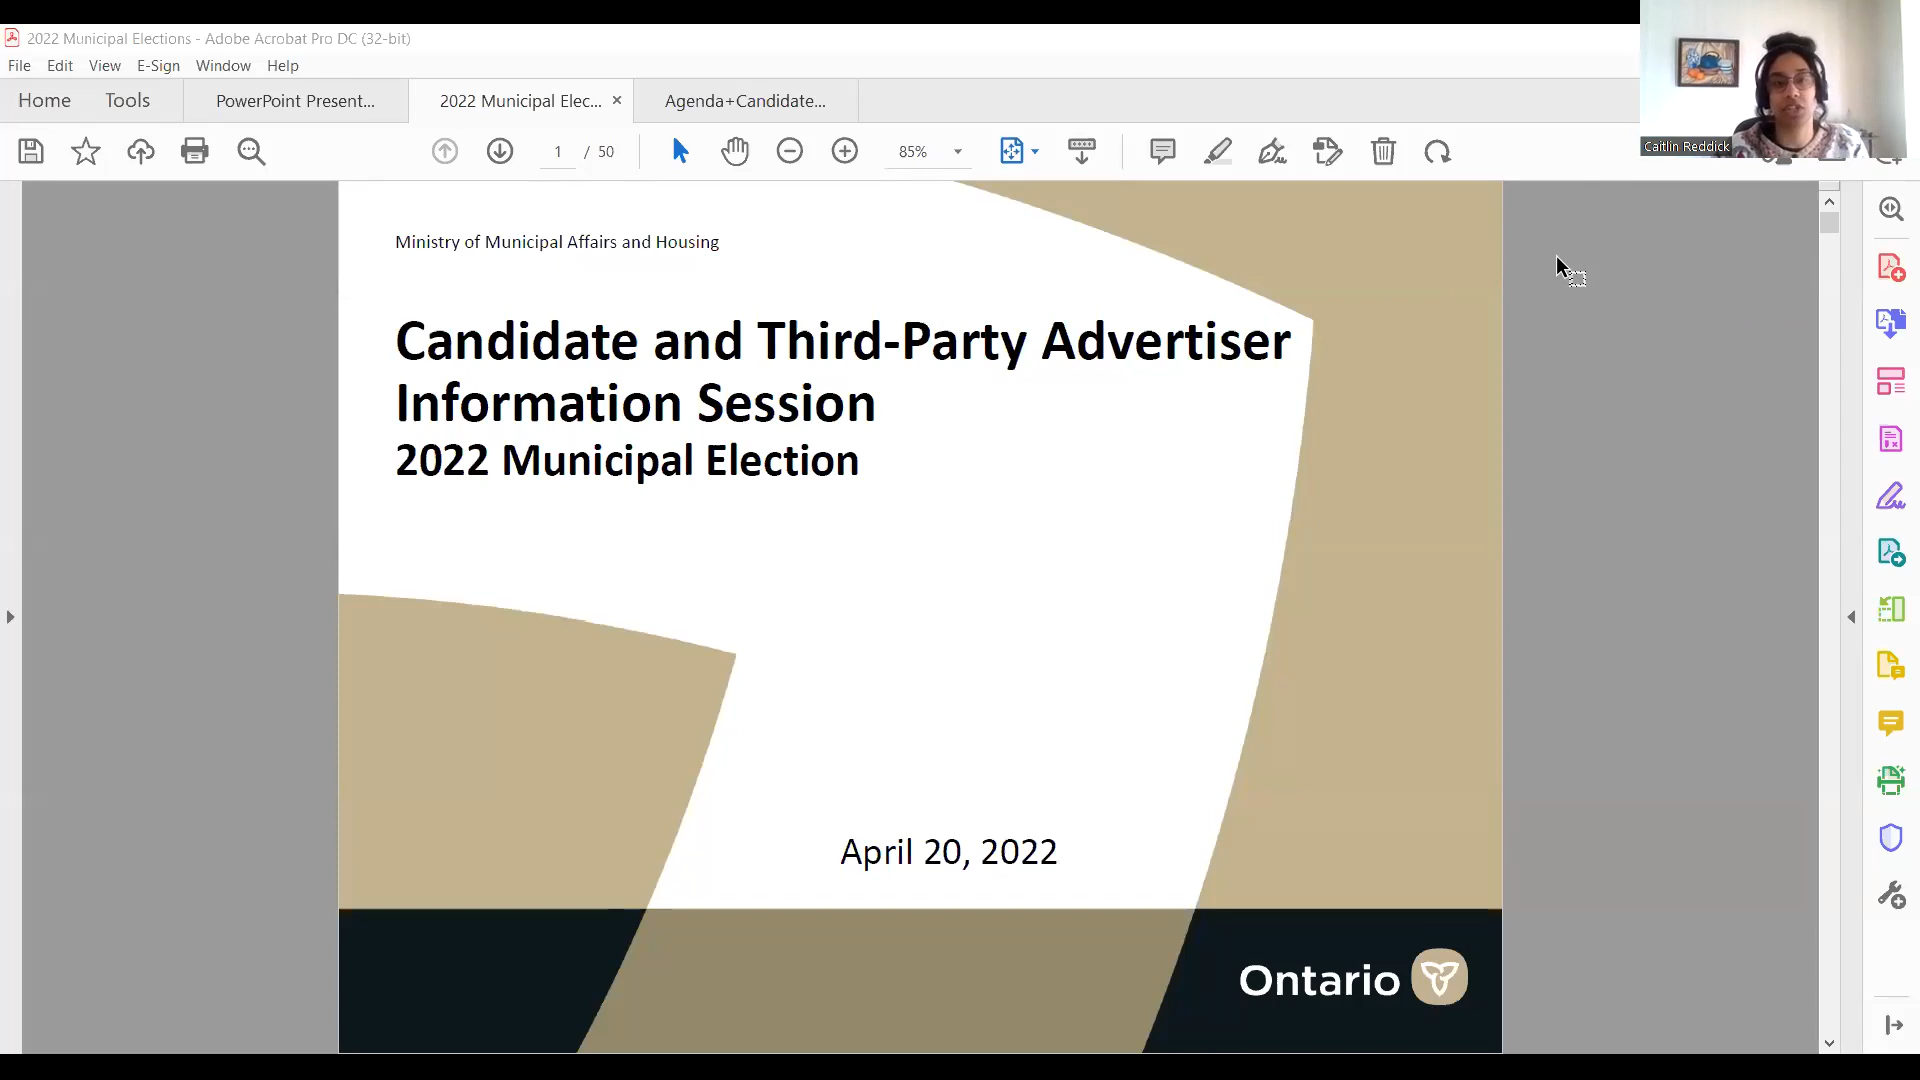 2022 Municipal Elections - Adobe Acrobat Pro DC (32-bit)
File Edit View E-Sign Window Help
Home Tools PowerPoint Present... 2022 Municipal Elec... × Agenda+Candidate...
1 / 50 85%
Caitlin Reddick
Ministry of Municipal Affairs and Housing
Candidate and Third-Party Advertiser
Information Session
2022 Municipal Election
April 20, 2022
Ontario